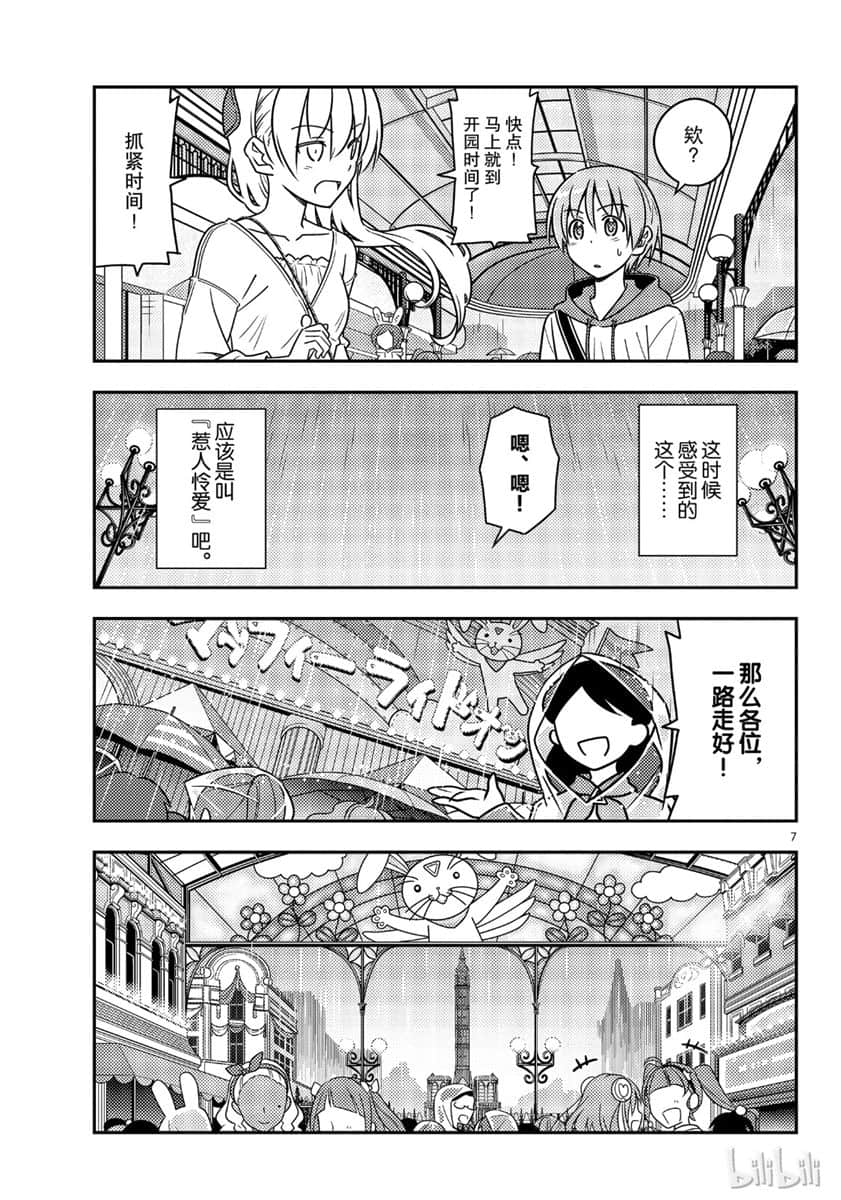 欸？
快点！
马上就到
开园时间了！
抓紧时间！
这时候
感受到的
这个……
嗯、嗯！
应该是叫
『惹人怜爱』吧。
那么各位，
一路走好！
7
bilibili